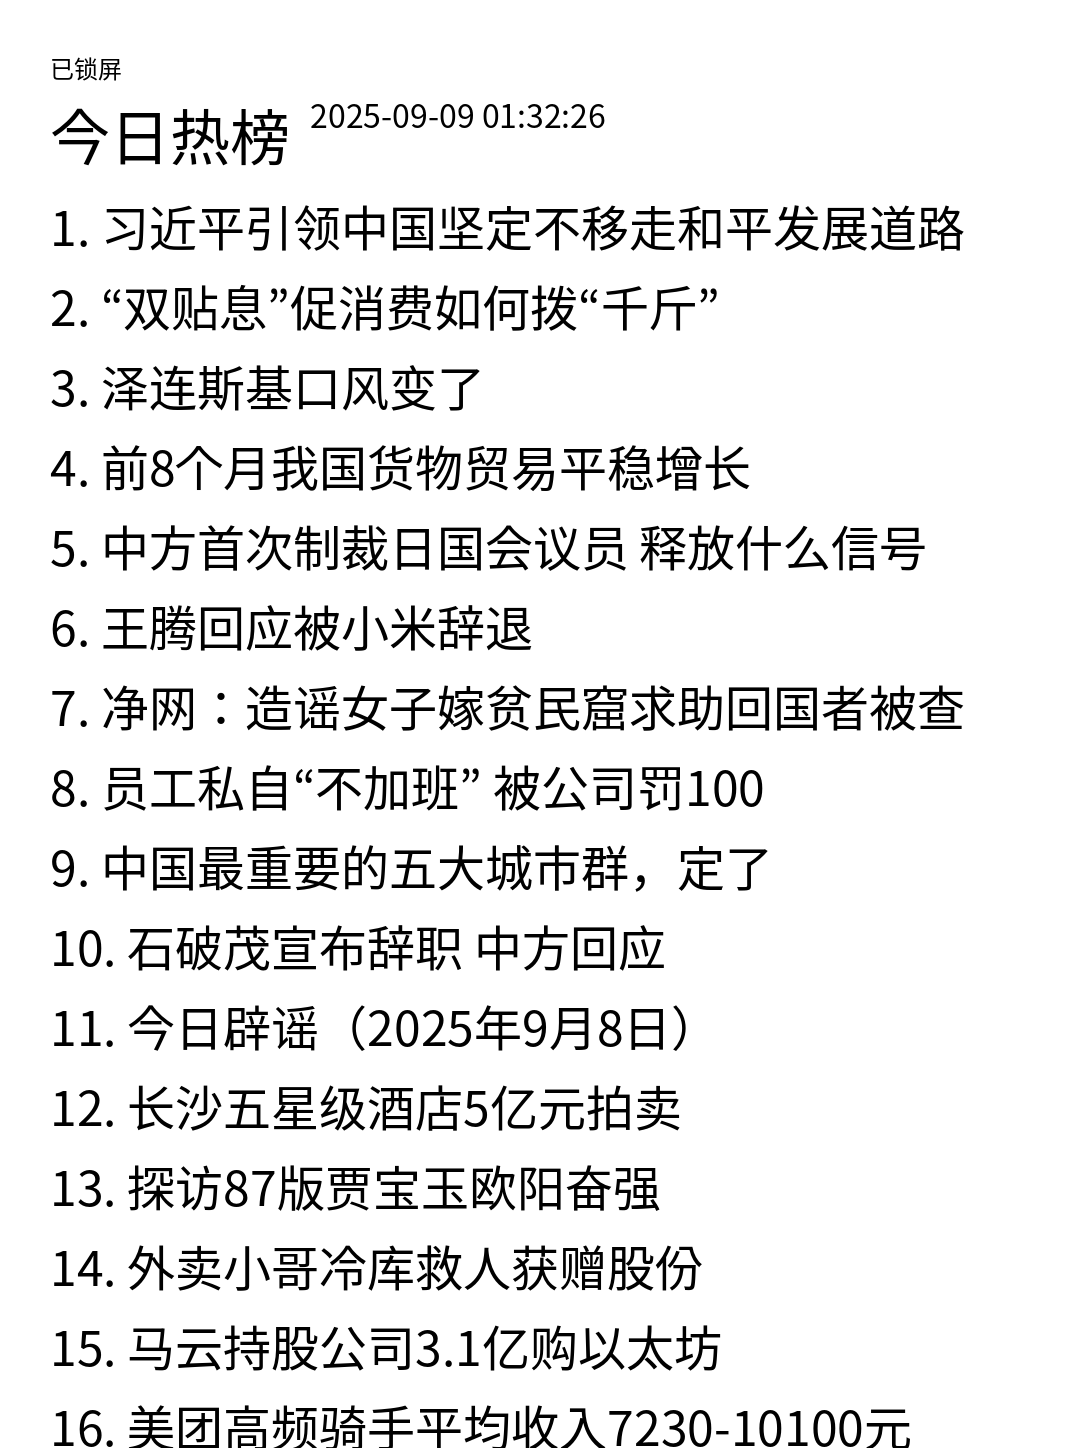 已锁屏
今日热榜 2025-09-09 01:32:26
1. 习近平引领中国坚定不移走和平发展道路
2. “双贴息”促消费如何拨“千斤”
3. 泽连斯基口风变了
4. 前8个月我国货物贸易平稳增长
5. 中方首次制裁日国会议员 释放什么信号
6. 王腾回应被小米辞退
7. 净网：造谣女子嫁贫民窟求助回国者被查
8. 员工私自“不加班” 被公司罚100
9. 中国最重要的五大城市群，定了
10. 石破茂宣布辞职 中方回应
11. 今日辟谣（2025年9月8日）
12. 长沙五星级酒店5亿元拍卖
13. 探访87版贾宝玉欧阳奋强
14. 外卖小哥冷库救人获赠股份
15. 马云持股公司3.1亿购以太坊
16. 美团高频骑手平均收入7230-10100元